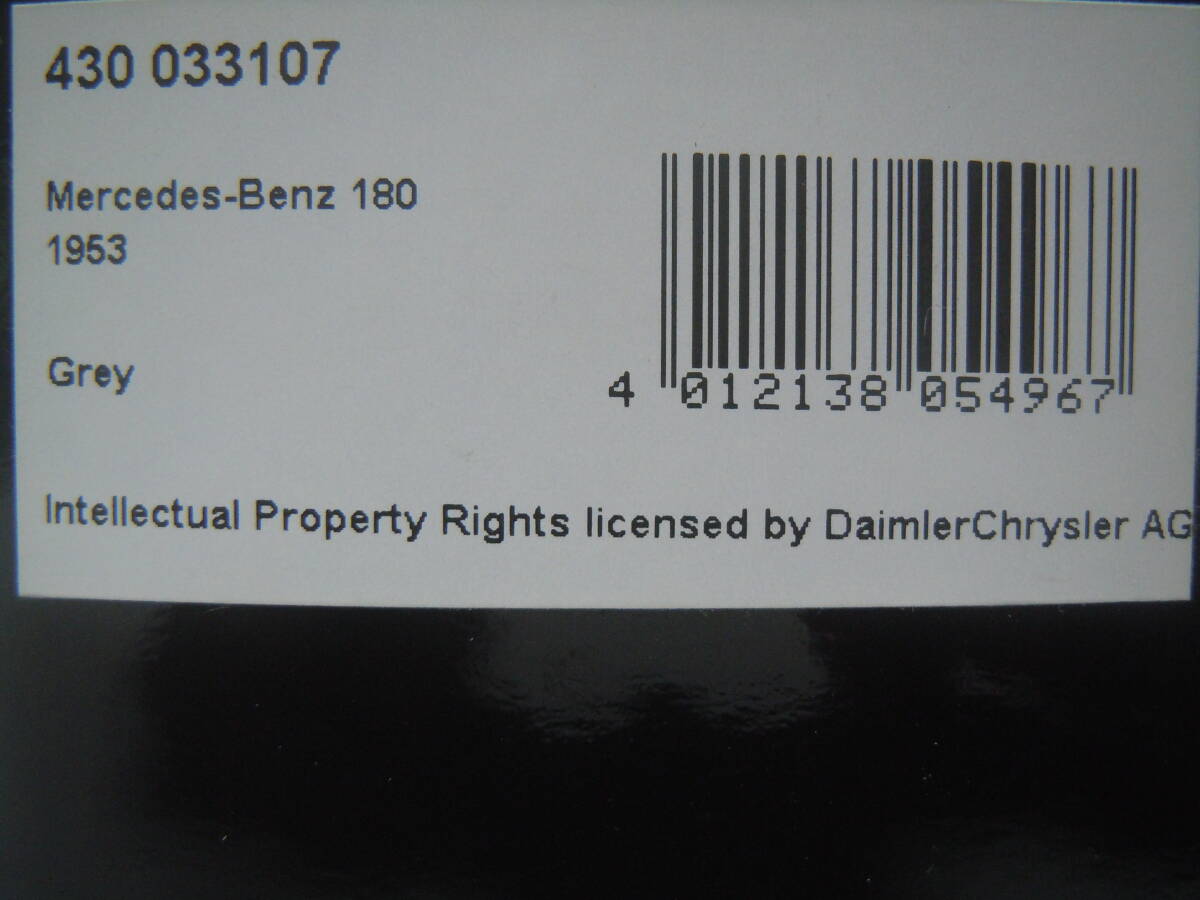 430 033107
Mercedes-Benz 180
1953
Grey
4 012138 054967
Intellectual Property Rights licensed by DaimlerChrysler AG